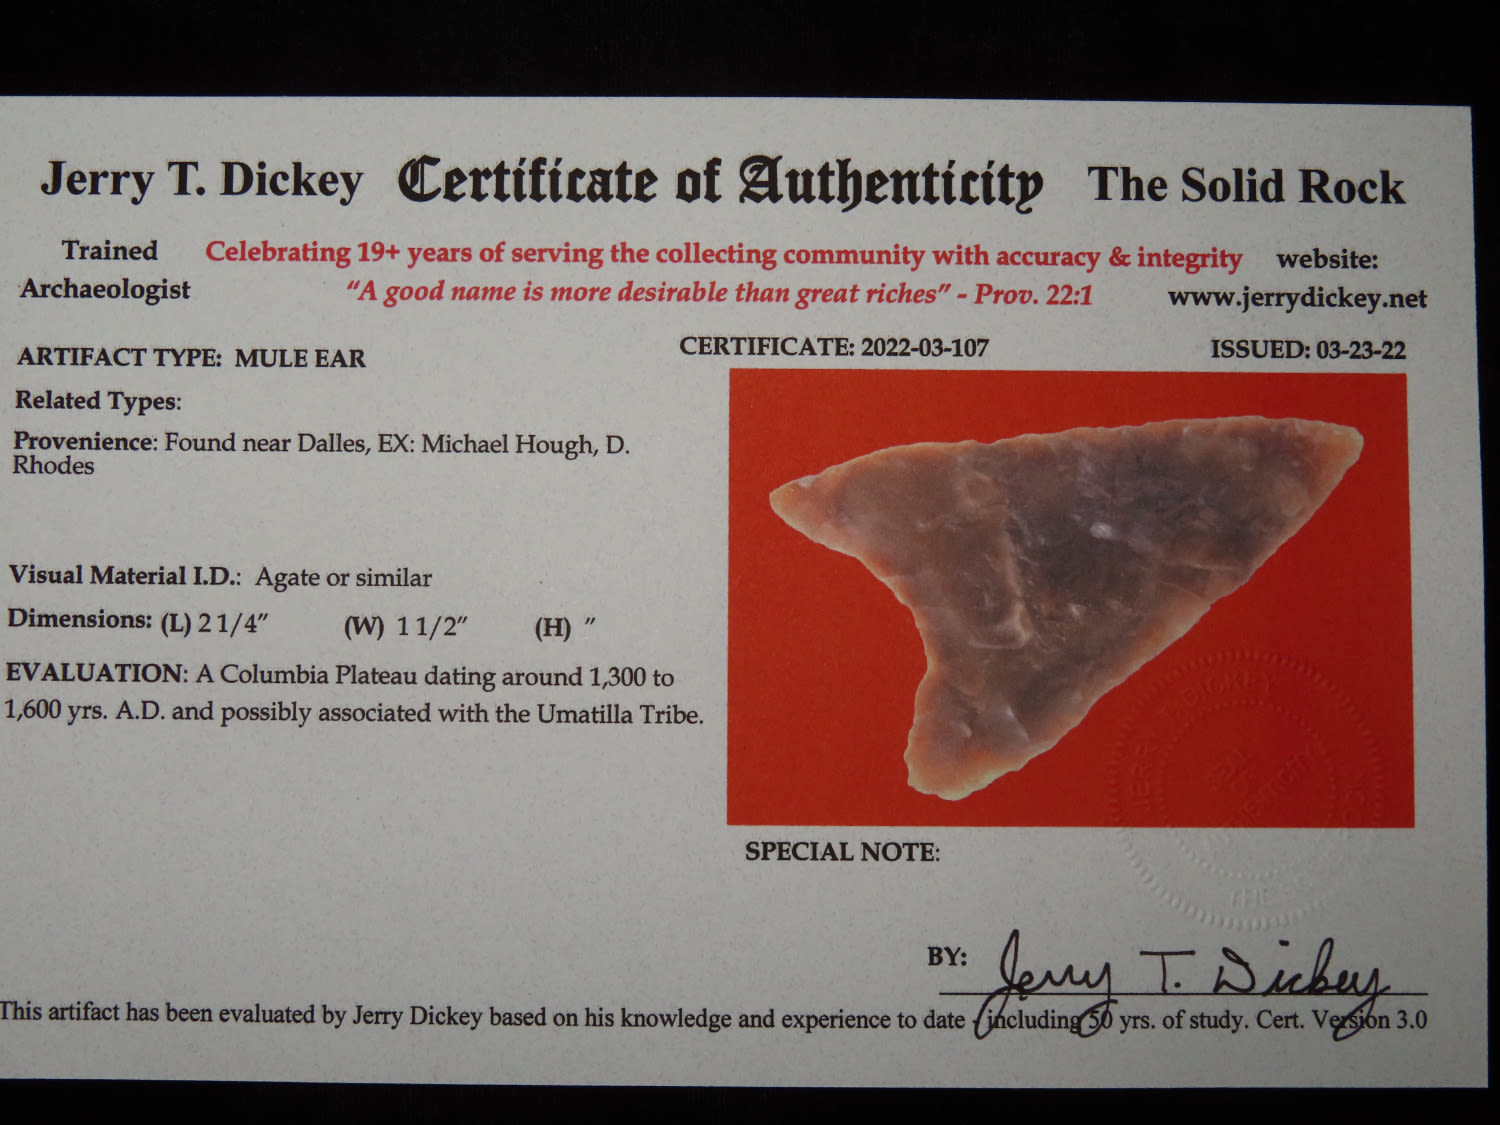 Jerry T. Dickey Certificate of Authenticity The Solid Rock
Trained Celebrating 19+ years of serving the collecting community with accuracy & integrity website:
Archaeologist "A good name is more desirable than great riches" - Prov. 22:1 www.jerrydickey.net
ARTIFACT TYPE: MULE EAR
CERTIFICATE: 2022-03-107 ISSUED: 03-23-22
Related Types:
Provenience: Found near Dalles, EX: Michael Hough, D.
Rhodes
Visual Material I.D.: Agate or similar
Dimensions: (L) 2 1/4" (W) 1 1/2" (H) "
EVALUATION: A Columbia Plateau dating around 1,300 to
1,600 yrs. A.D. and possibly associated with the Umatilla Tribe.
JERRY DICKEY
THE
SPECIAL NOTE:
BY: Jerry T. Dickey
This artifact has been evaluated by Jerry Dickey based on his knowledge and experience to date - including 50 yrs. of study. Cert. Version 3.0